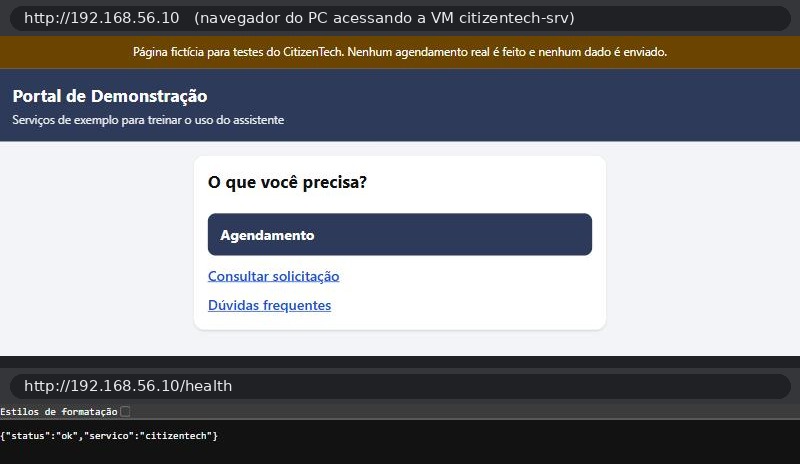 http://192.168.56.10 (navegador do PC acessando a VM citizentech-srv)
Página fictícia para testes do CitizenTech. Nenhum agendamento real é feito e nenhum dado é enviado.
Portal de Demonstração
Serviços de exemplo para treinar o uso do assistente
O que você precisa?
Agendamento
Consultar solicitação
Dúvidas frequentes
http://192.168.56.10/health
Estilos de formatação
{"status":"ok","servico":"citizentech"}